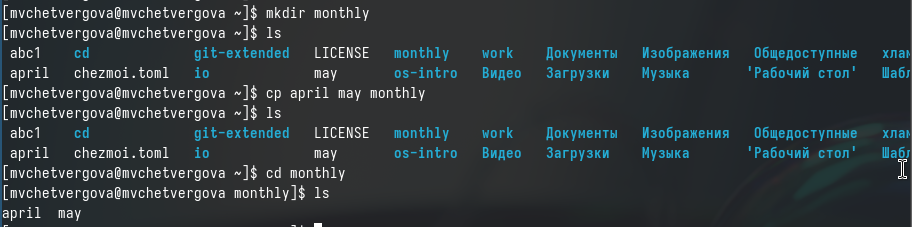 [mvchetvergova@mvchetvergova ~]$ mkdir monthly
[mvchetvergova@mvchetvergova ~]$ ls
abc1 cd git-extended LICENSE monthly work Документы Изображения Общедоступные
april chezmoi.toml io may os-intro Видео Загрузки Музыка 'Рабочий стол'
[mvchetvergova@mvchetvergova ~]$ cp april may monthly
[mvchetvergova@mvchetvergova ~]$ ls
abc1 cd git-extended LICENSE monthly work Документы Изображения Общедоступные
april chezmoi.toml io may os-intro Видео Загрузки Музыка 'Рабочий стол'
[mvchetvergova@mvchetvergova ~]$ cd monthly
[mvchetvergova@mvchetvergova monthly]$ ls
april may